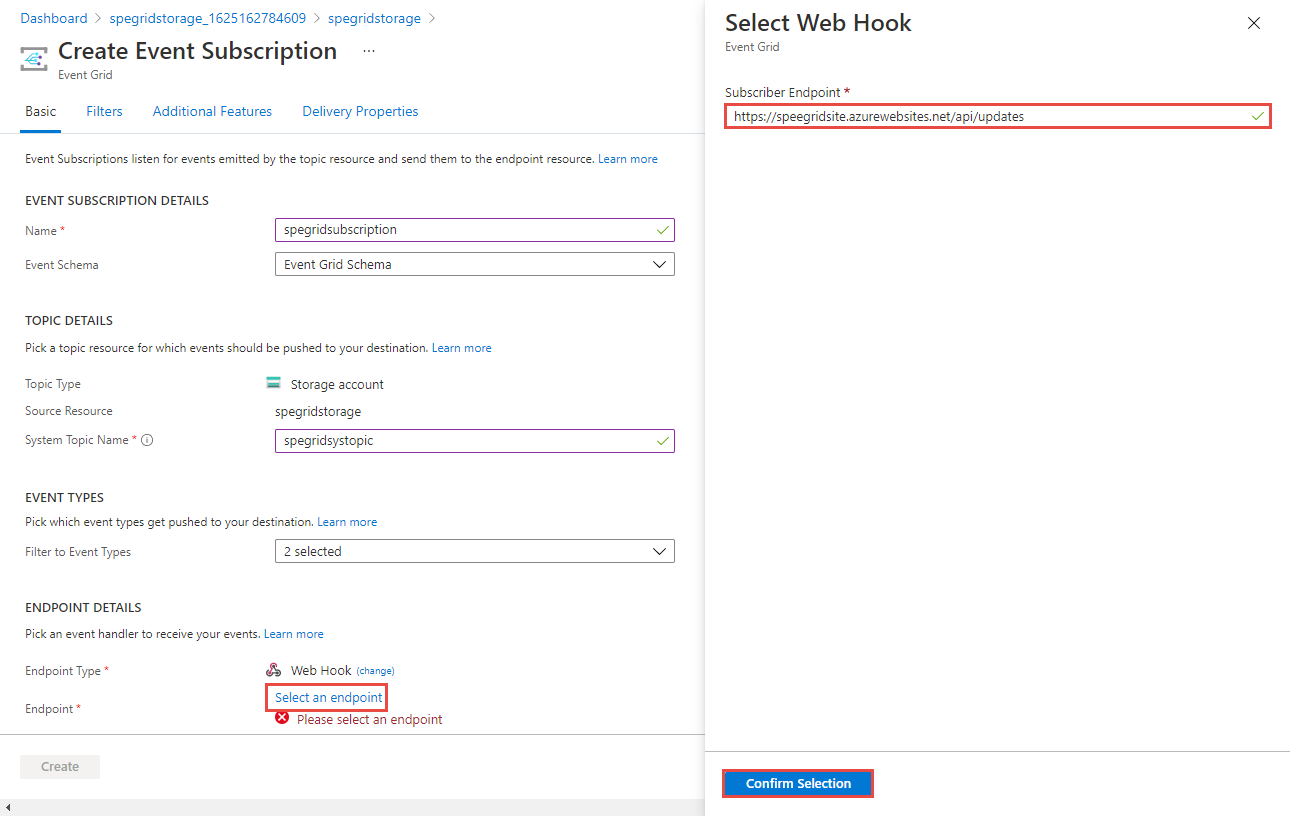 Dashboard > spegridstorage_1625162784609 > spegridstorage >
Create Event Subscription ...
Event Grid
Basic Filters Additional Features Delivery Properties
Event Subscriptions listen for events emitted by the topic resource and send them to the endpoint resource. Learn more
EVENT SUBSCRIPTION DETAILS
Name * spegridsubscription
Event Schema Event Grid Schema
TOPIC DETAILS
Pick a topic resource for which events should be pushed to your destination. Learn more
Topic Type Storage account
Source Resource spegridstorage
System Topic Name * spegridsystopic
EVENT TYPES
Pick which event types get pushed to your destination. Learn more
Filter to Event Types 2 selected
ENDPOINT DETAILS
Pick an event handler to receive your events. Learn more
Endpoint Type * Web Hook (change)
Select an endpoint
Endpoint *
Please select an endpoint
Create
Select Web Hook
Event Grid
Subscriber Endpoint *
https://speegridsite.azurewebsites.net/api/updates
Confirm Selection